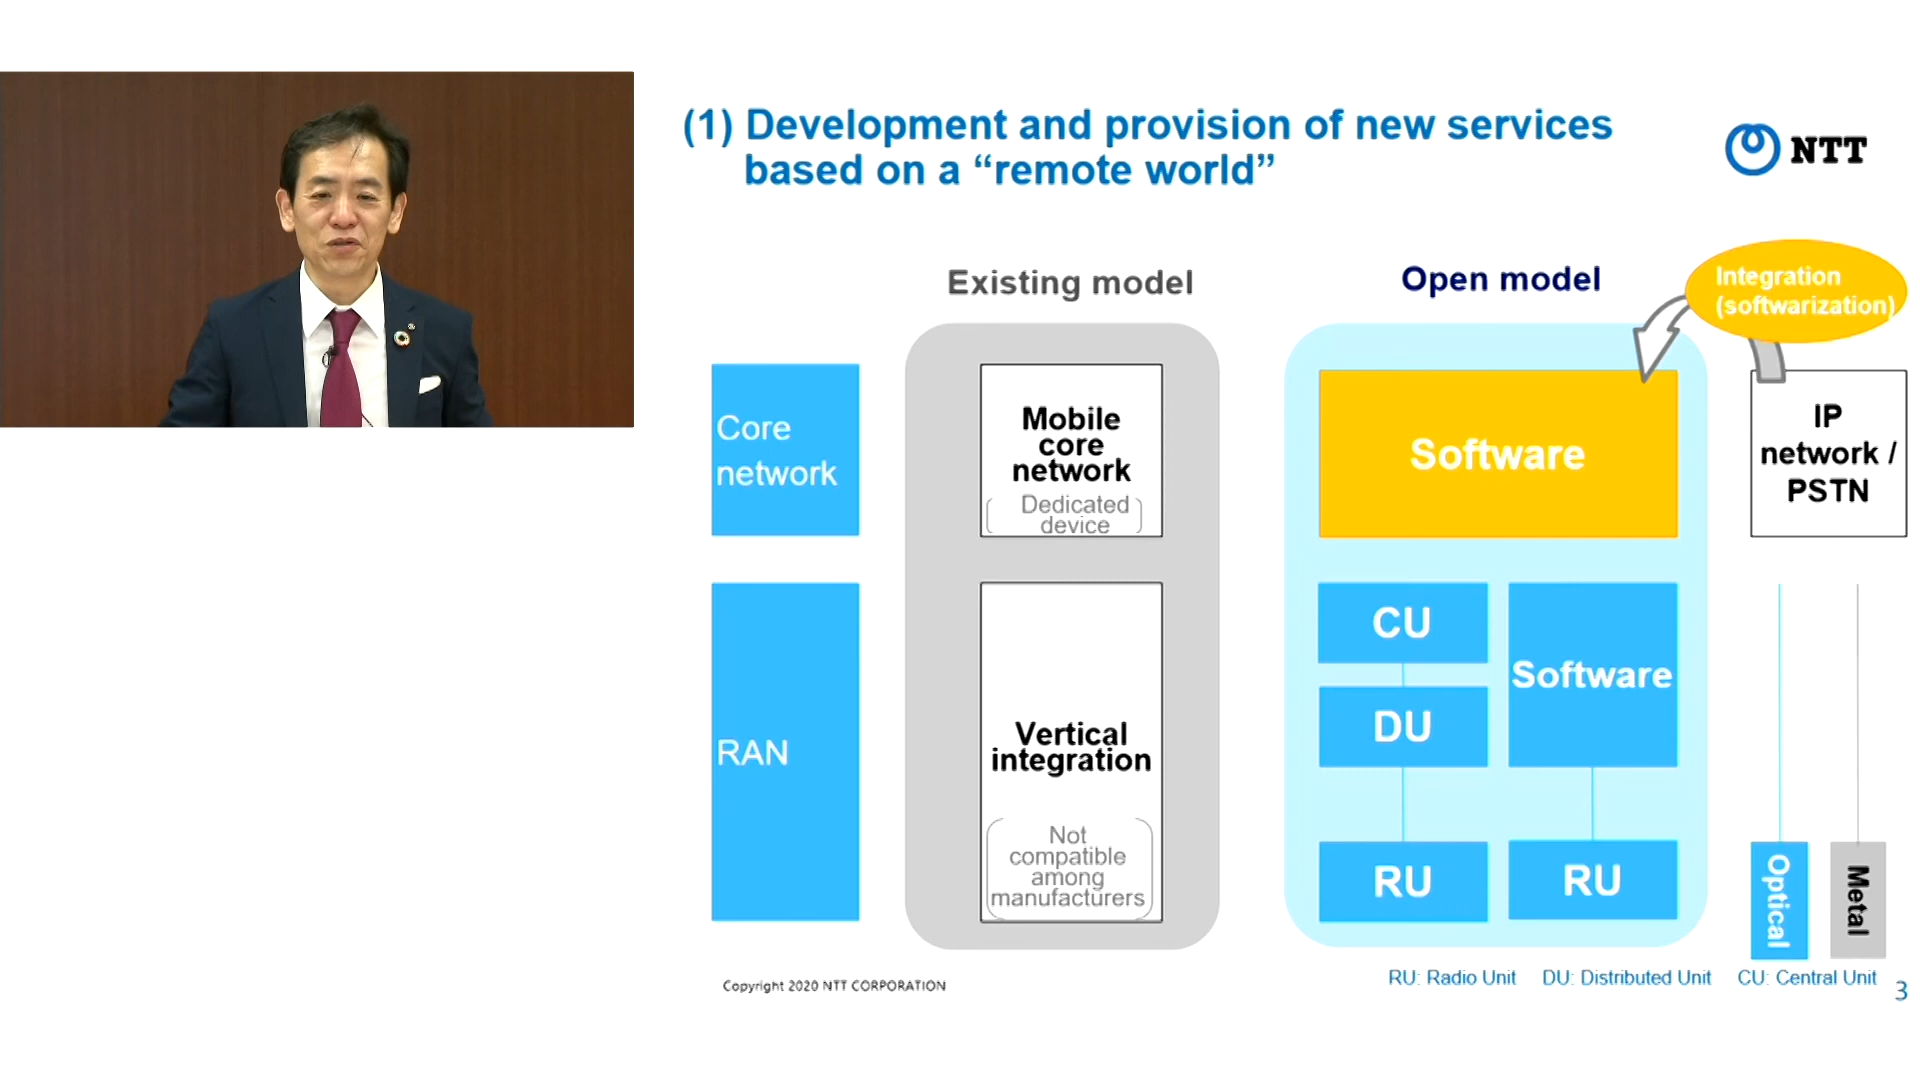 (1) Development and provision of new services
based on a “remote world”
NTT
Existing model
Open model
Integration
(softwarization)
Core
network
Mobile
core
network
Dedicated
device
Software
IP
network /
PSTN
RAN
Vertical
integration
Not
compatible
among
manufacturers
CU
DU
RU
Software
RU
Optical
Metal
RU: Radio Unit DU: Distributed Unit CU: Central Unit
Copyright 2020 NTT CORPORATION
3